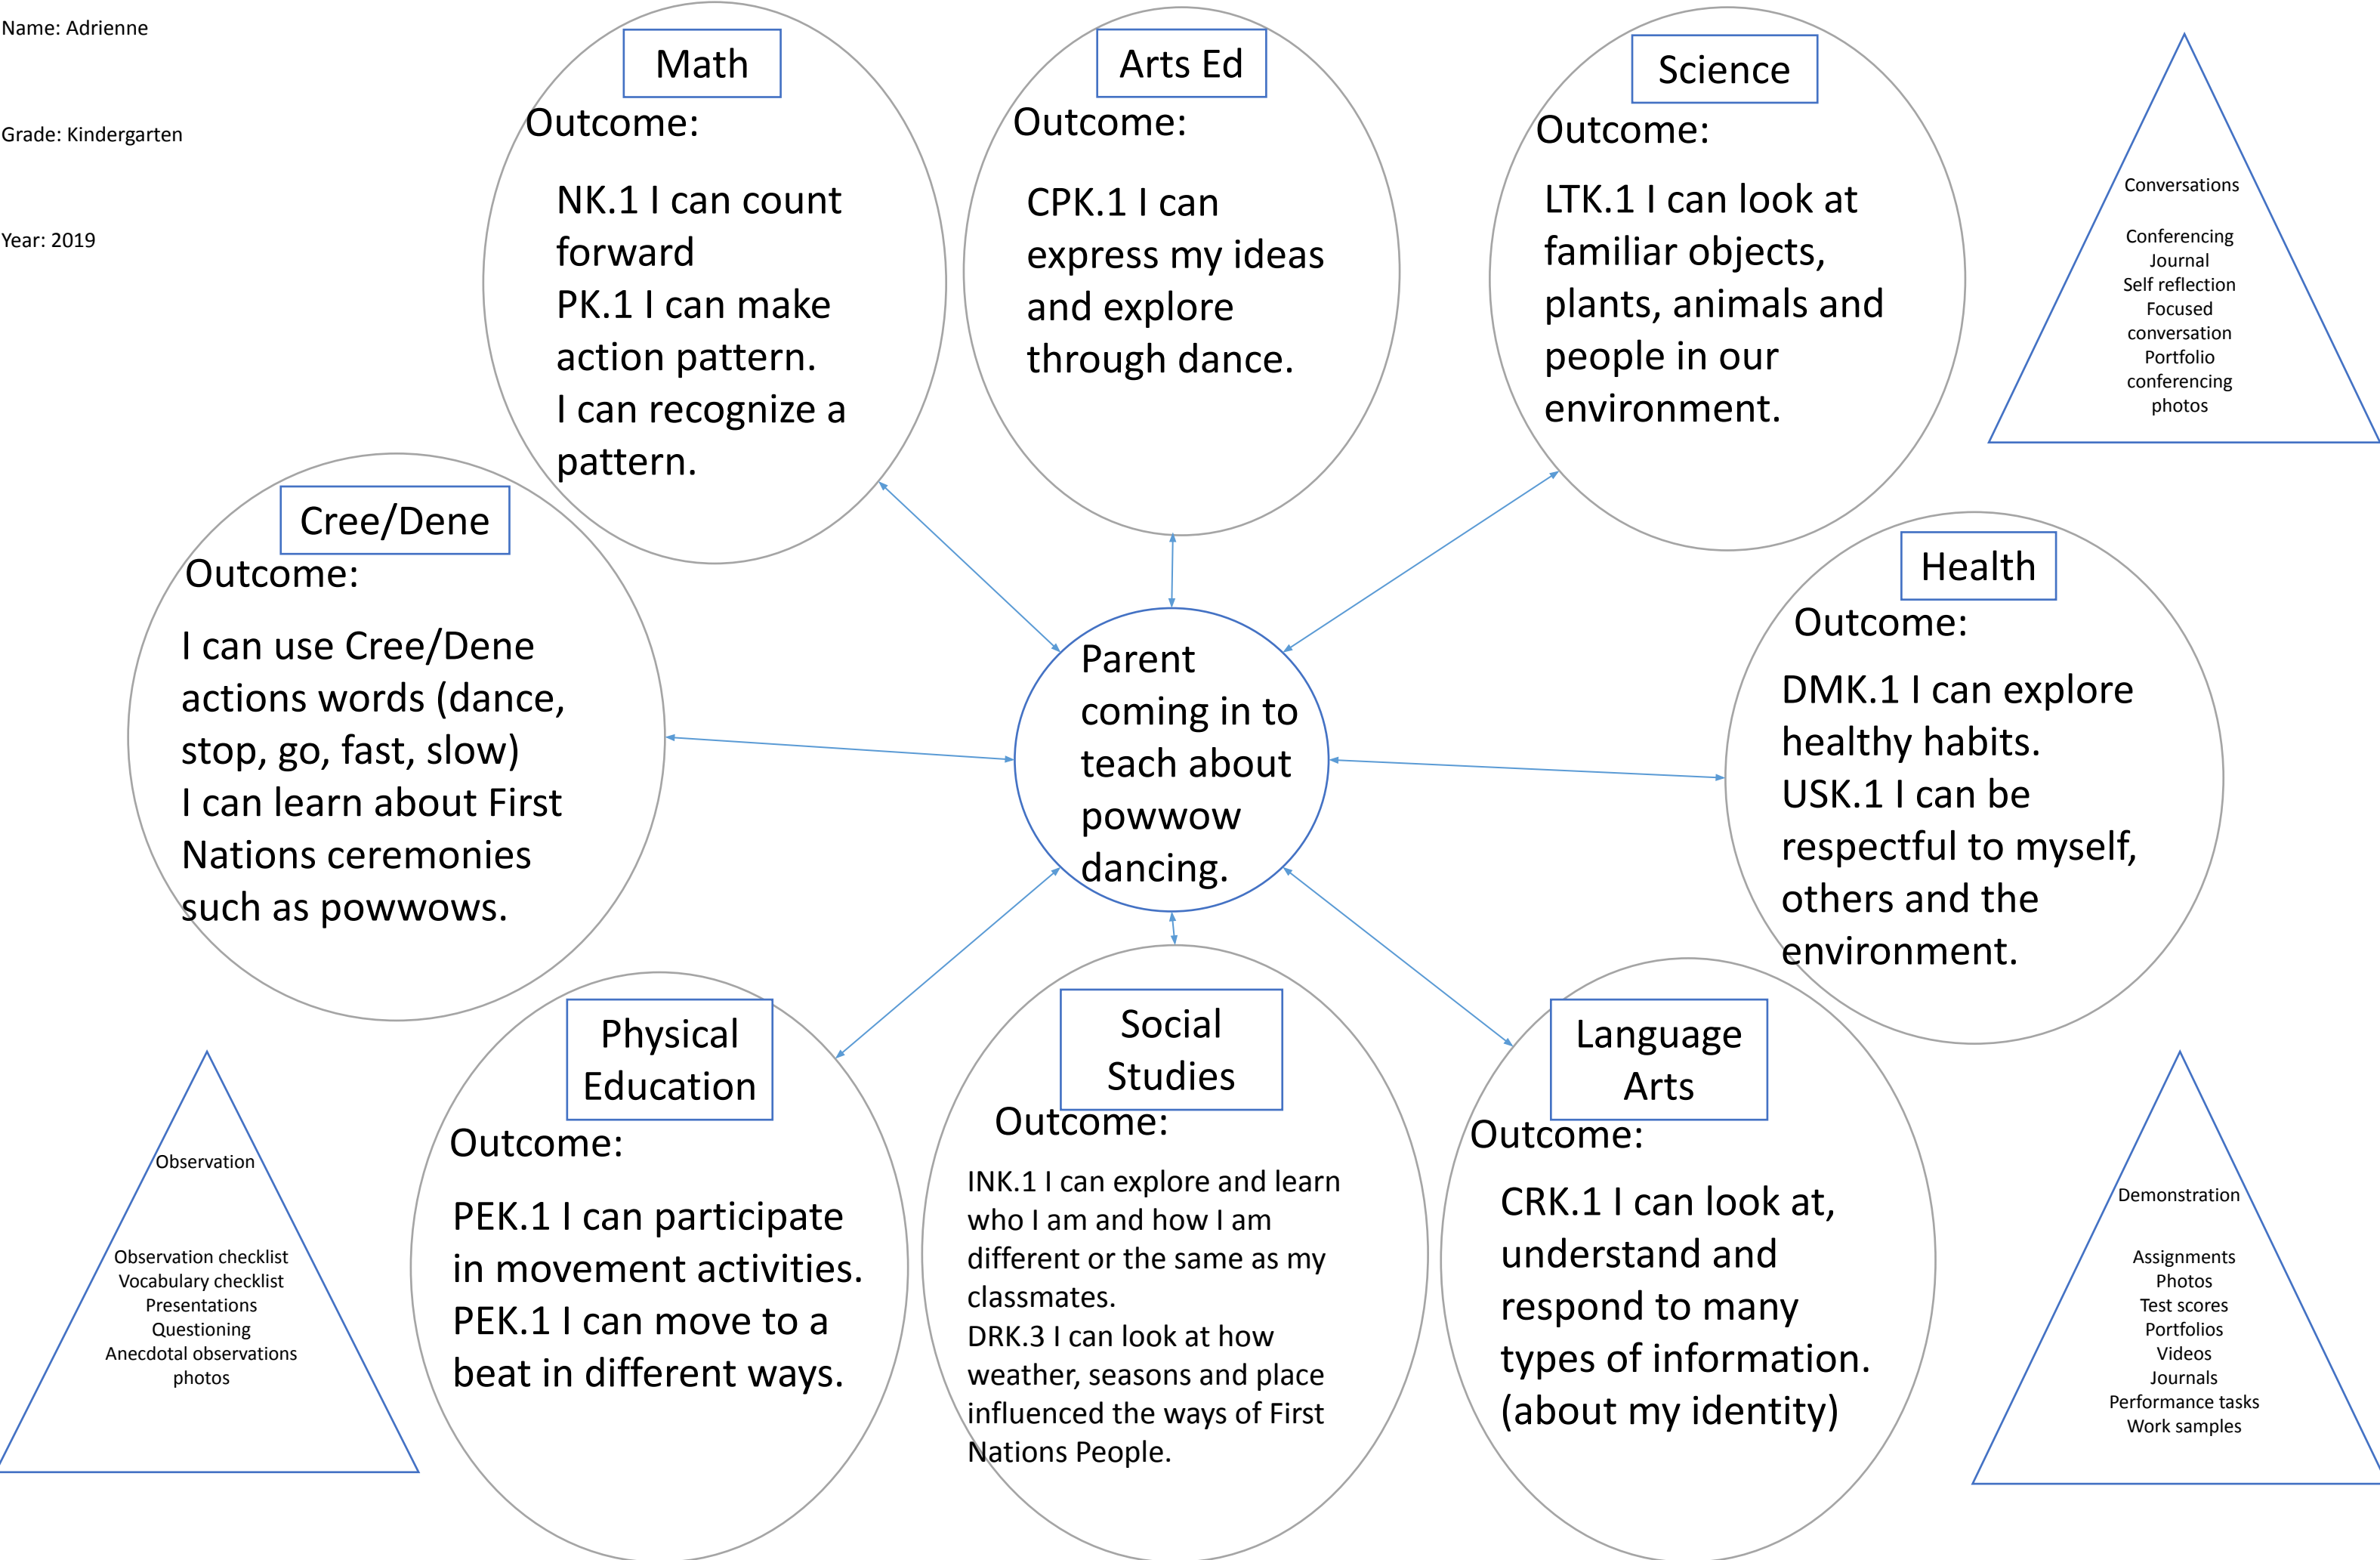 Name: Adrienne
Grade: Kindergarten
Year: 2019
Math
Outcome:
NK.1 I can count
forward
PK.1 I can make
action pattern.
I can recognize a
pattern.
Arts Ed
Outcome:
CPK.1 I can
express my ideas
and explore
through dance.
Science
Outcome:
LTK.1 I can look at
familiar objects,
plants, animals and
people in our
environment.
Conversations
Conferencing
Journal
Self reflection
Focused
conversation
Portfolio
conferencing
photos
Cree/Dene
Outcome:
I can use Cree/Dene
actions words (dance,
stop, go, fast, slow)
I can learn about First
Nations ceremonies
such as powwows.
Parent
coming in to
teach about
powwow
dancing.
Health
Outcome:
DMK.1 I can explore
healthy habits.
USK.1 I can be
respectful to myself,
others and the
environment.
Observation
Observation checklist
Vocabulary checklist
Presentations
Questioning
Anecdotal observations
photos
Physical
Education
Outcome:
PEK.1 I can participate
in movement activities.
PEK.1 I can move to a
beat in different ways.
Social
Studies
Outcome:
INK.1 I can explore and learn
who I am and how I am
different or the same as my
classmates.
DRK.3 I can look at how
weather, seasons and place
influenced the ways of First
Nations People.
Language
Arts
Outcome:
CRK.1 I can look at,
understand and
respond to many
types of information.
(about my identity)
Demonstration
Assignments
Photos
Test scores
Portfolios
Videos
Journals
Performance tasks
Work samples